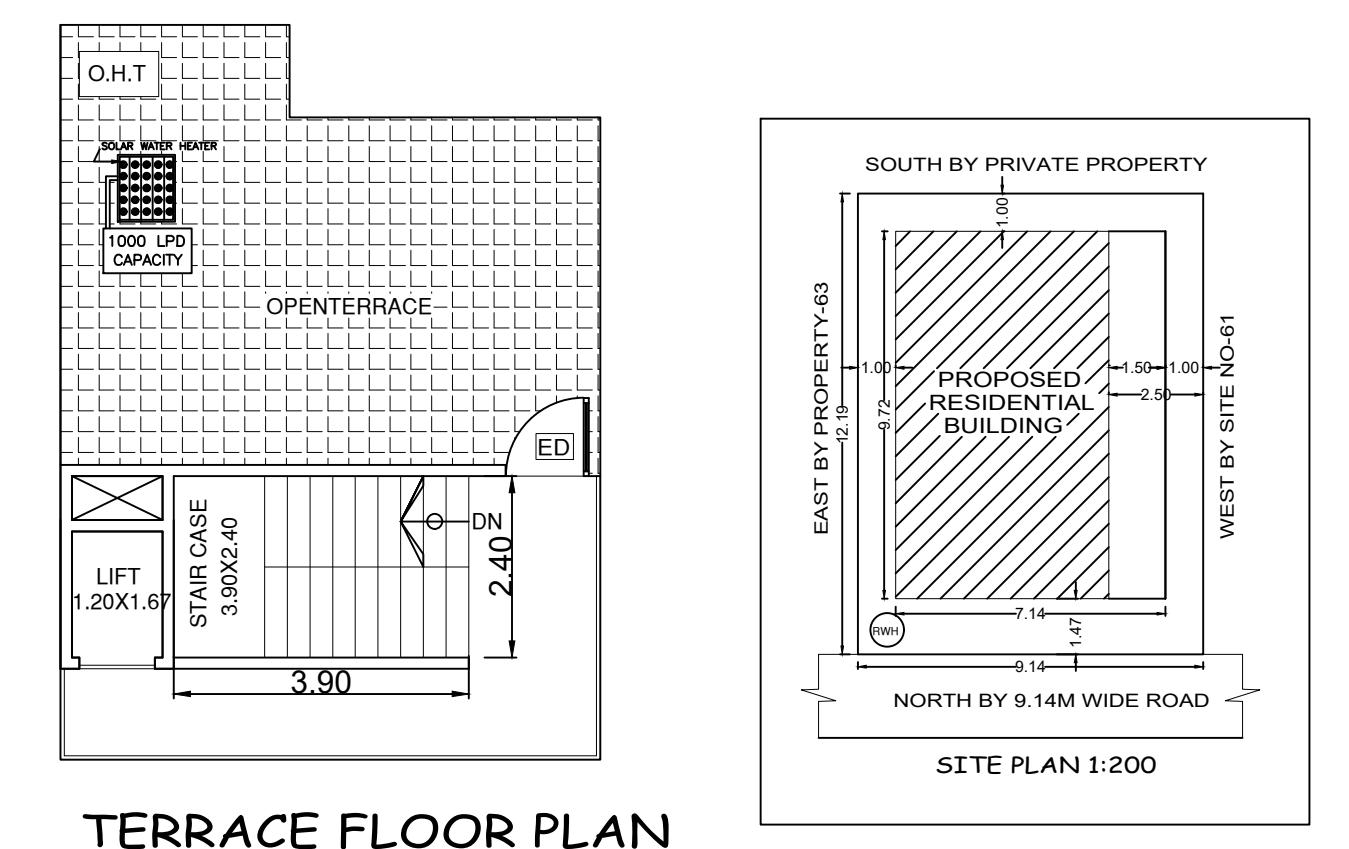 O.H.T
SOLAR WATER HEATER
1000 LPD
CAPACITY
OPENTERRACE
ED
DN
STAIR CASE
3.90X2.40
LIFT
1.20X1.67
2.40
3.90
TERRACE FLOOR PLAN
SOUTH BY PRIVATE PROPERTY
1.00
EAST BY PROPERTY-63
12.19
1.00
9.72
PROPOSED
RESIDENTIAL
BUILDING
1.50
1.00
2.50
WEST BY SITE NO-61
7.14
1.47
RWH
9.14
NORTH BY 9.14M WIDE ROAD
SITE PLAN 1:200